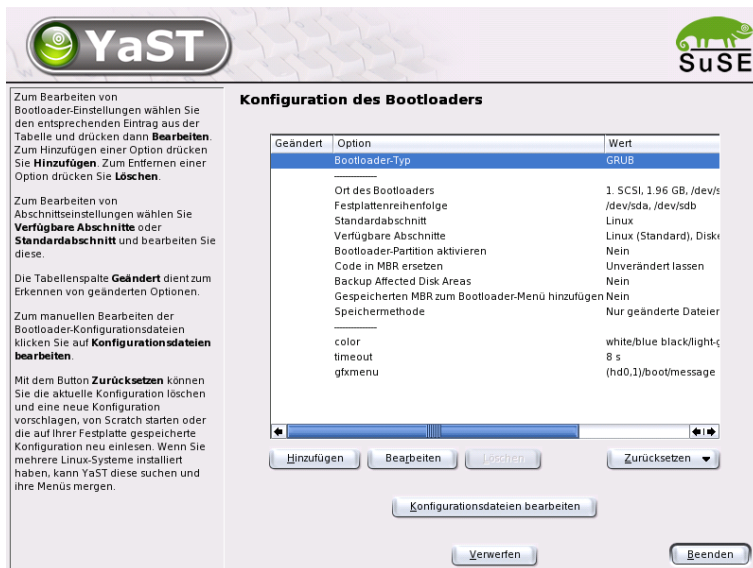 YaST
SuSE
Zum Bearbeiten von
Bootloader-Einstellungen wählen Sie
den entsprechenden Eintrag aus der
Tabelle und drücken dann Bearbeiten.
Zum Hinzufügen einer Option drücken
Sie Hinzufügen. Zum Entfernen einer
Option drücken Sie Löschen.
Zum Bearbeiten von
Abschnittseinstellungen wählen Sie
Verfügbare Abschnitte oder
Standardabschnitt und bearbeiten Sie
diese.
Die Tabellenspalte Geändert dient zum
Erkennen von geänderten Optionen.
Zum manuellen Bearbeiten der
Bootloader-Konfigurationsdateien
klicken Sie auf Konfigurationsdateien
bearbeiten.
Mit dem Button Zurücksetzen können
Sie die aktuelle Konfiguration löschen
und eine neue Konfiguration
vorschlagen, von Scratch starten oder
die auf Ihrer Festplatte gespeicherte
Konfiguration neu einlesen. Wenn Sie
mehrere Linux-Systeme installiert
haben, kann YaST diese suchen und
ihre Menüs mergen.
Konfiguration des Bootloaders
Geändert Option Wert
Bootloader-Typ GRUB
Ort des Bootloaders 1. SCSI, 1.96 GB, /dev/s
Festplattenreihenfolge /dev/sda, /dev/sdb
Standardabschnitt Linux
Verfügbare Abschnitte Linux (Standard), Diske
Bootloader-Partition aktivieren Nein
Code in MBR ersetzen Unverändert lassen
Backup Affected Disk Areas Nein
Gespeicherten MBR zum Bootloader-Menü hinzufügen Nein
Speichermethode Nur geänderte Dateier
color white/blue black/light-g
timeout 8 s
gfxmenu (hd0,1)/boot/message
Hinzufügen Bearbeiten Löschen Zurücksetzen
Konfigurationsdateien bearbeiten
Verwerfen Beenden